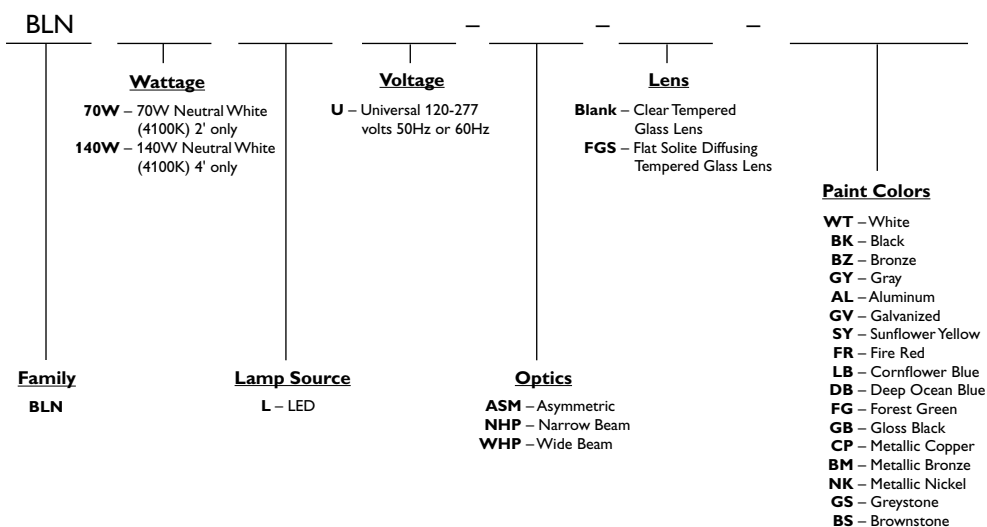 BLN
Wattage
70W – 70W Neutral White
(4100K) 2' only
140W – 140W Neutral White
(4100K) 4' only
Voltage
U – Universal 120-277
volts 50Hz or 60Hz
Lens
Blank – Clear Tempered
Glass Lens
FGS – Flat Solite Diffusing
Tempered Glass Lens
Paint Colors
WT – White
BK – Black
BZ – Bronze
GY – Gray
AL – Aluminum
GV – Galvanized
SY – Sunflower Yellow
FR – Fire Red
LB – Cornflower Blue
DB – Deep Ocean Blue
FG – Forest Green
GB – Gloss Black
CP – Metallic Copper
BM – Metallic Bronze
NK – Metallic Nickel
GS – Greystone
BS – Brownstone
Family
BLN
Lamp Source
L – LED
Optics
ASM – Asymmetric
NHP – Narrow Beam
WHP – Wide Beam